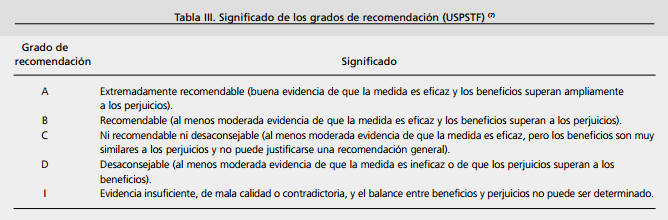 Tabla III. Significado de los grados de recomendación (USPSTF) (7)
Grado de
recomendación Significado
A Extremadamente recomendable (buena evidencia de que la medida es eficaz y los beneficios superan ampliamente
a los perjuicios).
B Recomendable (al menos moderada evidencia de que la medida es eficaz y los beneficios superan a los perjuicios).
C Ni recomendable ni desaconsejable (al menos moderada evidencia de que la medida es eficaz, pero los beneficios son muy
similares a los perjuicios y no puede justificarse una recomendación general).
D Desaconsejable (al menos moderada evidencia de que la medida es ineficaz o de que los perjuicios superan a los
beneficios).
I Evidencia insuficiente, de mala calidad o contradictoria, y el balance entre beneficios y perjuicios no puede ser determinado.